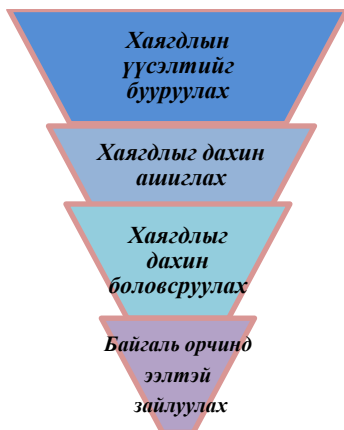 Хаягдлын
үүсэлтийг
бууруулах
Хаягдлыг дахин
ашиглах
Хаягдлыг
дахин
боловсруулах
Байгаль орчинд
ээлтэй
зайлуулах